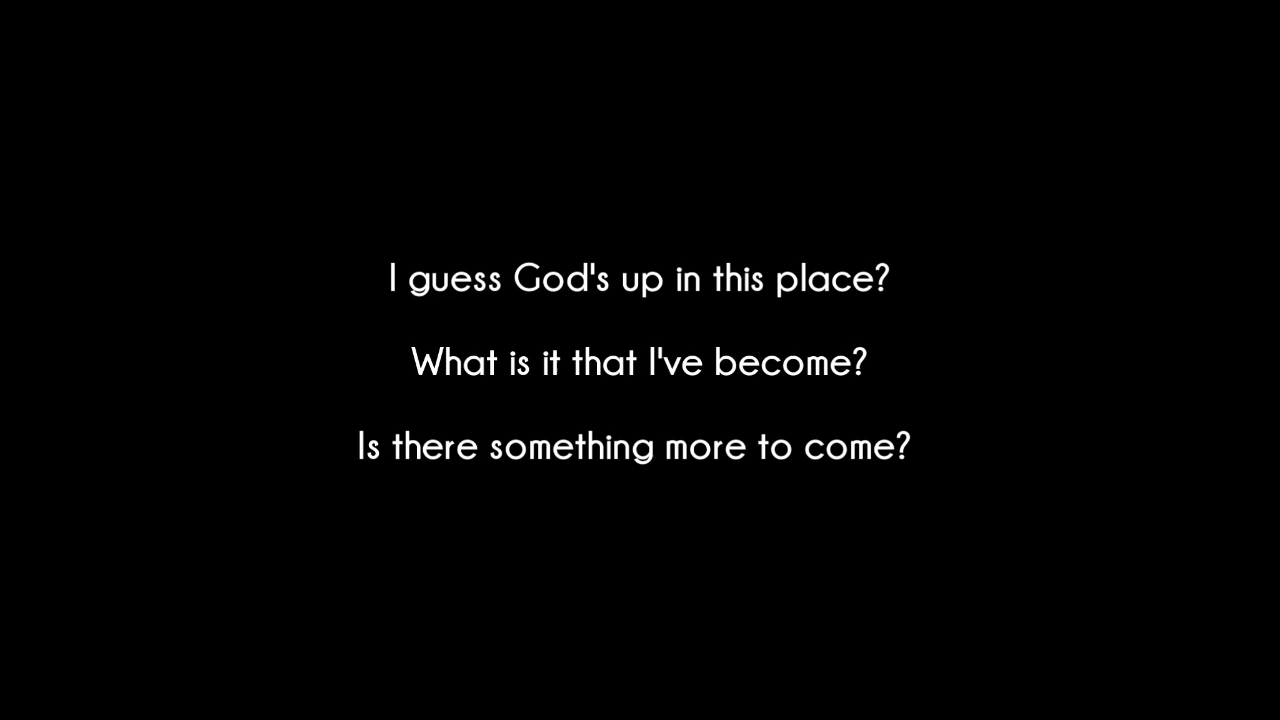 I guess God's up in this place?
What is it that I've become?
Is there something more to come?